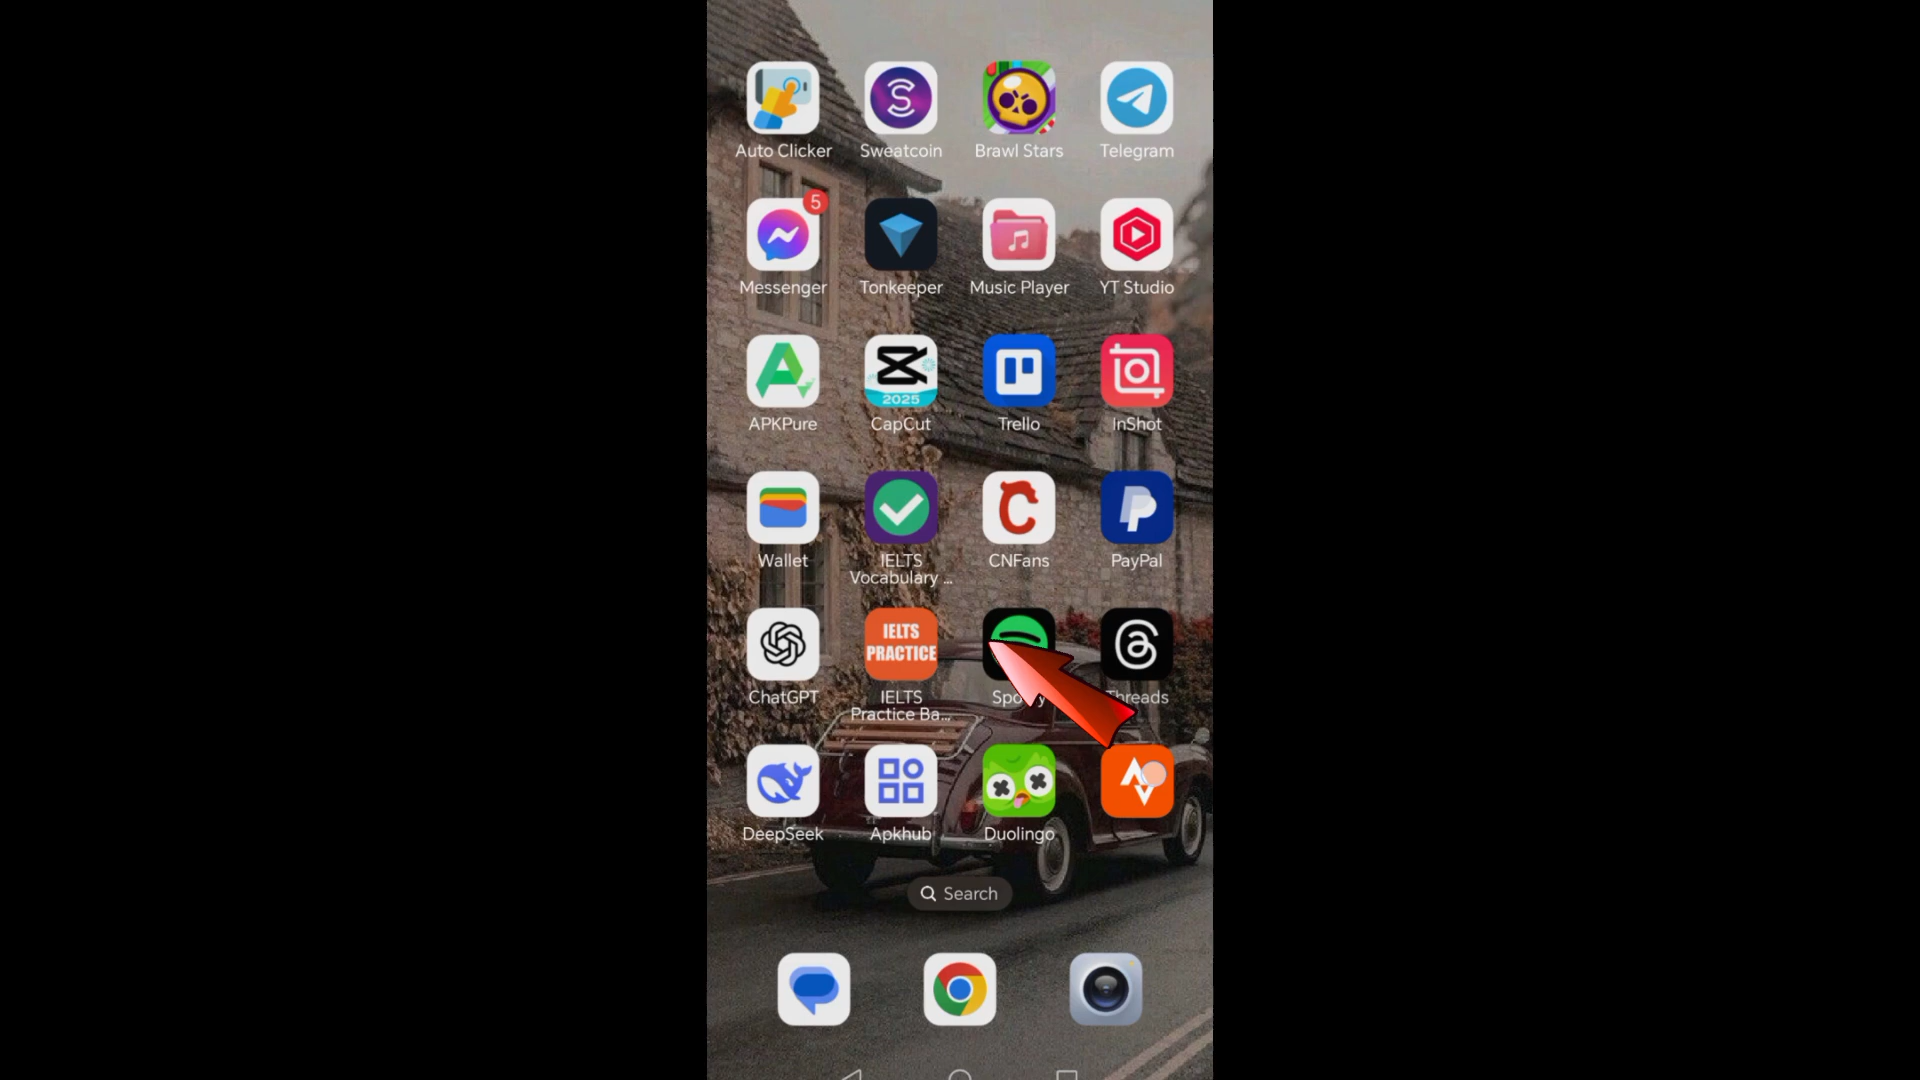 Auto Clicker
Sweatcoin
Brawl Stars
Telegram
5
Messenger
Tonkeeper
Music Player
YT Studio
2025
APKPure
CapCut
Trello
InShot
Wallet
IELTS
Vocabulary ...
CNFans
PayPal
IELTS
PRACTICE
ChatGPT
IELTS
Practice Ba...
Threads
DeepSeek
Apkhub
Duolingo
Search